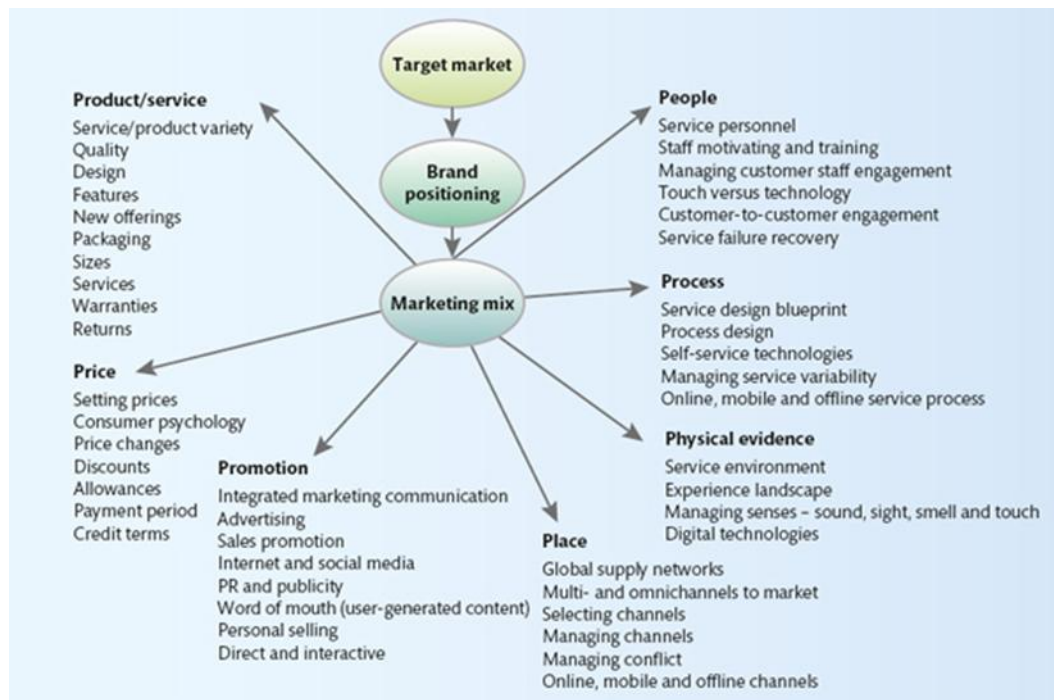 Target market
Brand
positioning
Marketing mix
Product/service
Service/product variety
Quality
Design
Features
New offerings
Packaging
Sizes
Services
Warranties
Returns
Price
Setting prices
Consumer psychology
Price changes
Discounts
Allowances
Payment period
Credit terms
Promotion
Integrated marketing communication
Advertising
Sales promotion
Internet and social media
PR and publicity
Word of mouth (user-generated content)
Personal selling
Direct and interactive
Place
Global supply networks
Multi- and omnichannels to market
Selecting channels
Managing channels
Managing conflict
Online, mobile and offline channels
Physical evidence
Service environment
Experience landscape
Managing senses – sound, sight, smell and touch
Digital technologies
Process
Service design blueprint
Process design
Self-service technologies
Managing service variability
Online, mobile and offline service process
People
Service personnel
Staff motivating and training
Managing customer staff engagement
Touch versus technology
Customer-to-customer engagement
Service failure recovery